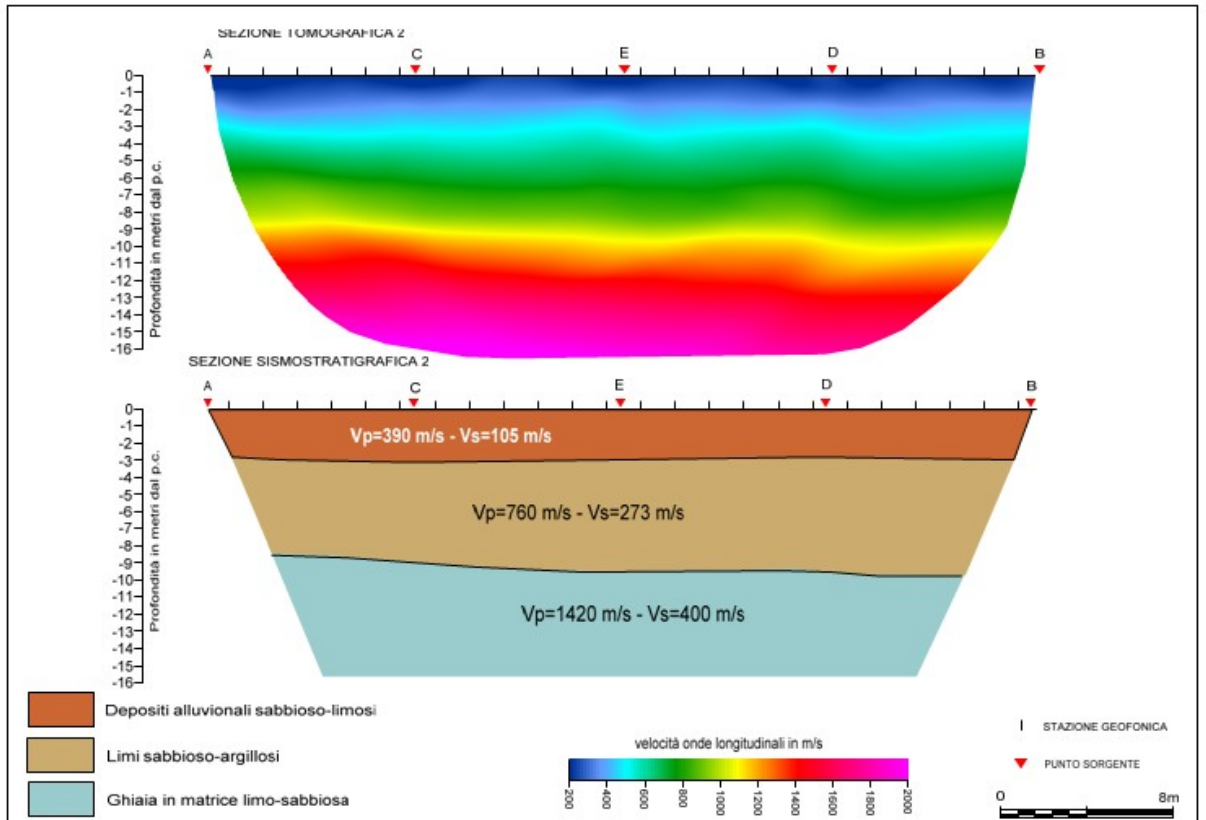 SEZIONE TOMOGRAFICA 2
A C E D B
0
-1
-2
-3
-4
-5
-6
-7
-8
-9
-10
-11
-12
-13
-14
-15
-16
Profondità in metri dal p.c.
SEZIONE SISMOSTRATIGRAFICA 2
A C E D B
0
-1
-2
-3
-4
-5
-6
-7
-8
-9
-10
-11
-12
-13
-14
-15
-16
Profondità in metri dal p.c.
Vp=390 m/s - Vs=105 m/s
Vp=760 m/s - Vs=273 m/s
Vp=1420 m/s - Vs=400 m/s
Depositi alluvionali sabbioso-limosi
Limi sabbioso-argillosi
Ghiaia in matrice limo-sabbiosa
velocità onde longitudinali in m/s
200 400 600 800 1000 1200 1400 1600 1800 2000
STAZIONE GEOFONICA
PUNTO SORGENTE
0 8m